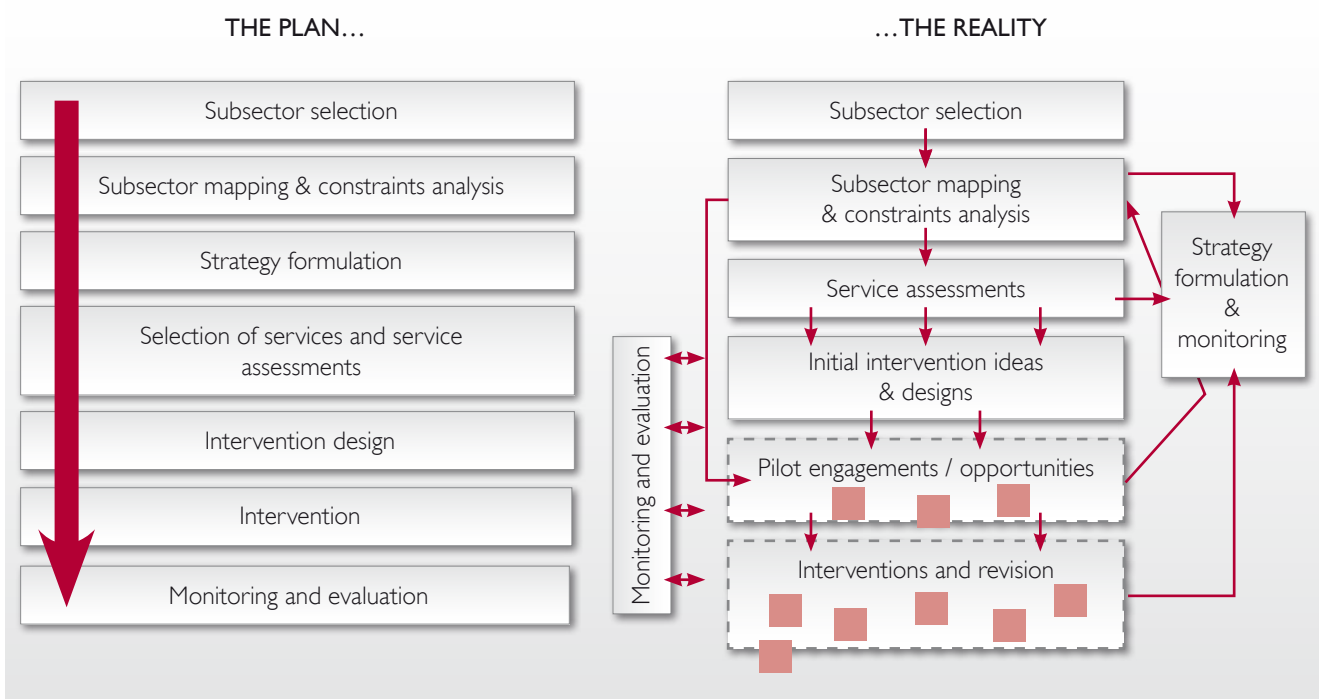 THE PLAN…
Subsector selection
Subsector mapping & constraints analysis
Strategy formulation
Selection of services and service
assessments
Intervention design
Intervention
Monitoring and evaluation
…THE REALITY
Subsector selection
Subsector mapping
& constraints analysis
Service assessments
Initial intervention ideas
& designs
Pilot engagements / opportunities
Interventions and revision
Monitoring and evaluation
Strategy
formulation
&
monitoring